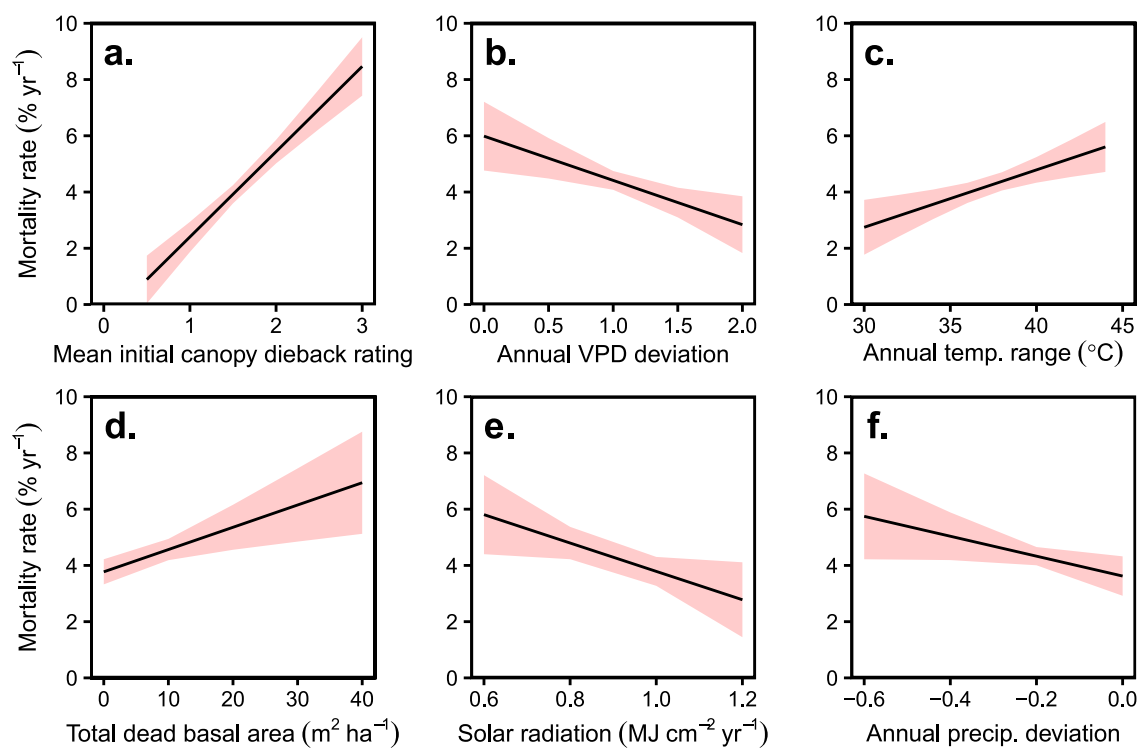 a.
10
8
6
4
2
0
Mortality rate (% yr⁻¹)
0 1 2 3
Mean initial canopy dieback rating
b.
10
8
6
4
2
0
0.0 0.5 1.0 1.5 2.0
Annual VPD deviation
c.
10
8
6
4
2
0
30 35 40 45
Annual temp. range (°C)
d.
10
8
6
4
2
0
Mortality rate (% yr⁻¹)
0 10 20 30 40
Total dead basal area (m² ha⁻¹)
e.
10
8
6
4
2
0
0.6 0.8 1.0 1.2
Solar radiation (MJ cm⁻² yr⁻¹)
f.
10
8
6
4
2
0
−0.6 −0.4 −0.2 0.0
Annual precip. deviation